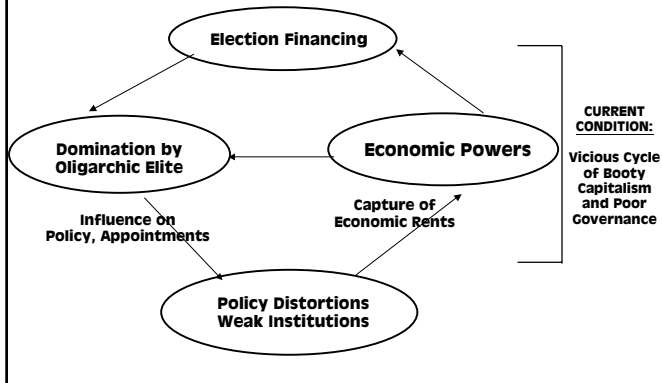 Election Financing
Domination by
Oligarchic Elite
Economic Powers
Influence on
Policy, Appointments
Capture of
Economic Rents
Policy Distortions
Weak Institutions
CURRENT
CONDITION:
Vicious Cycle
of Booty
Capitalism
and Poor
Governance